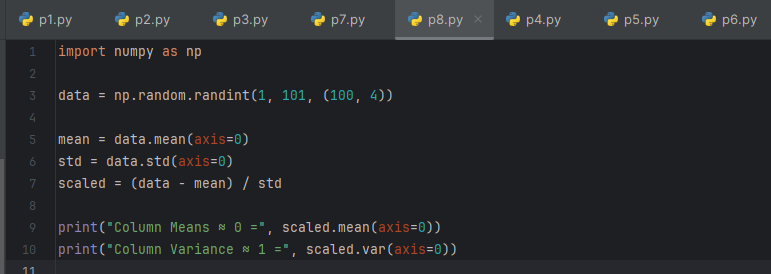 p1.py p2.py p3.py p7.py p8.py p4.py p5.py p6.py
1 import numpy as np
2
3 data = np.random.randint(1, 101, (100, 4))
4
5 mean = data.mean(axis=0)
6 std = data.std(axis=0)
7 scaled = (data - mean) / std
8
9 print("Column Means ≈ 0 =", scaled.mean(axis=0))
10 print("Column Variance ≈ 1 =", scaled.var(axis=0))
11